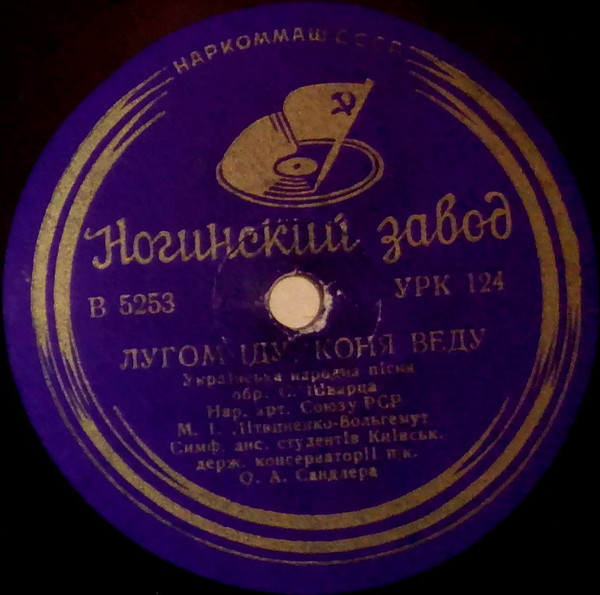 НАРКОММАШ СССР
Ногинский завод
В 5253
УРК 124
ЛУГОМ ІДУ, КОНЯ ВЕДУ
Українська народна пісня
обр. С. Шварца
Нар. арт. Союзу РСР
М. І. Литвиненко-Вольгемут
Симф. анс. студентів Київськ.
держ. консерваторії п/к.
О. А. Сандлера